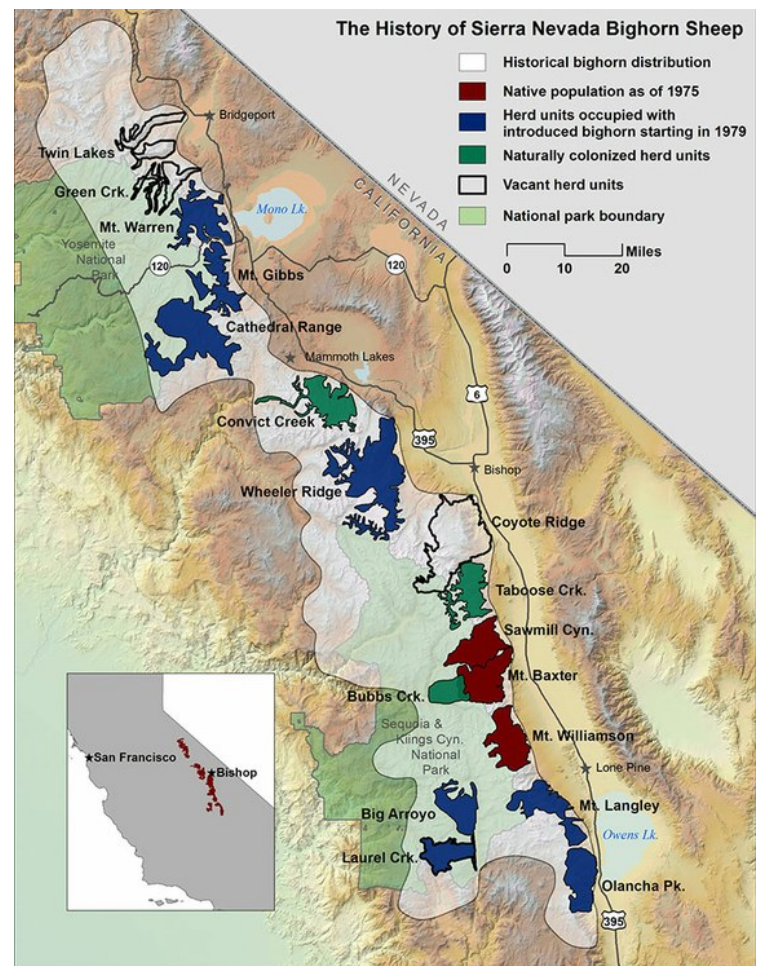 The History of Sierra Nevada Bighorn Sheep
Historical bighorn distribution
Native population as of 1975
Herd units occupied with
introduced bighorn starting in 1979
Naturally colonized herd units
Vacant herd units
National park boundary
Miles
0 10 20
NEVADA
CALIFORNIA
Bridgeport
Twin Lakes
Green Crk.
Mono Lk.
Mt. Warren
Yosemite
National
Park
120
120
Mt. Gibbs
Cathedral Range
Mammoth Lakes
6
Convict Creek
395
Bishop
Wheeler Ridge
Coyote Ridge
Taboose Crk.
Sawmill Cyn.
Mt. Baxter
Bubbs Crk.
Sequoia &
Kiings Cyn.
National
Park
Mt. Williamson
Lone Pine
Big Arroyo
Mt. Langley
Owens Lk.
Laurel Crk.
Olancha Pk.
395
San Francisco
Bishop